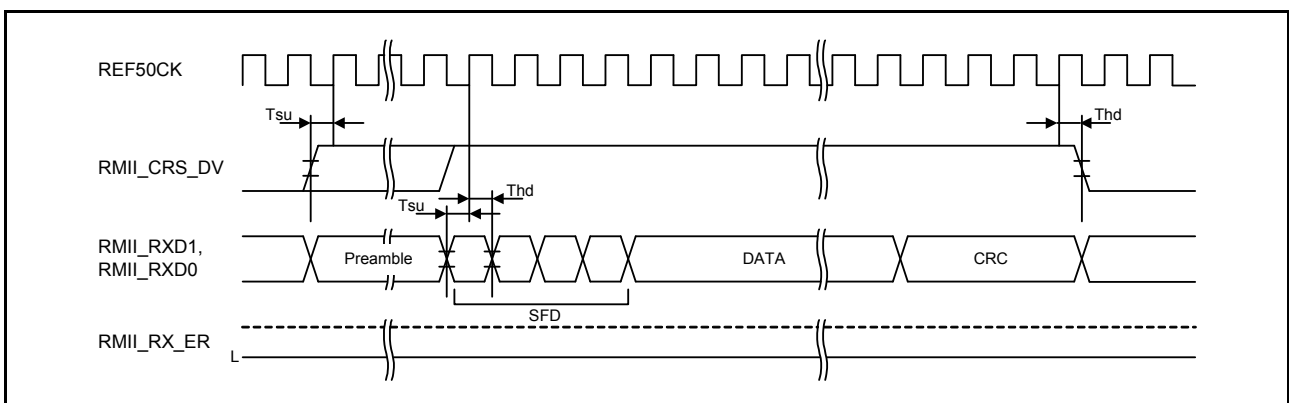 REF50CK
Tsu
Thd
RMII_CRS_DV
Thd
Tsu
RMII_RXD1,
RMII_RXD0
Preamble
DATA
CRC
SFD
RMII_RX_ER
L